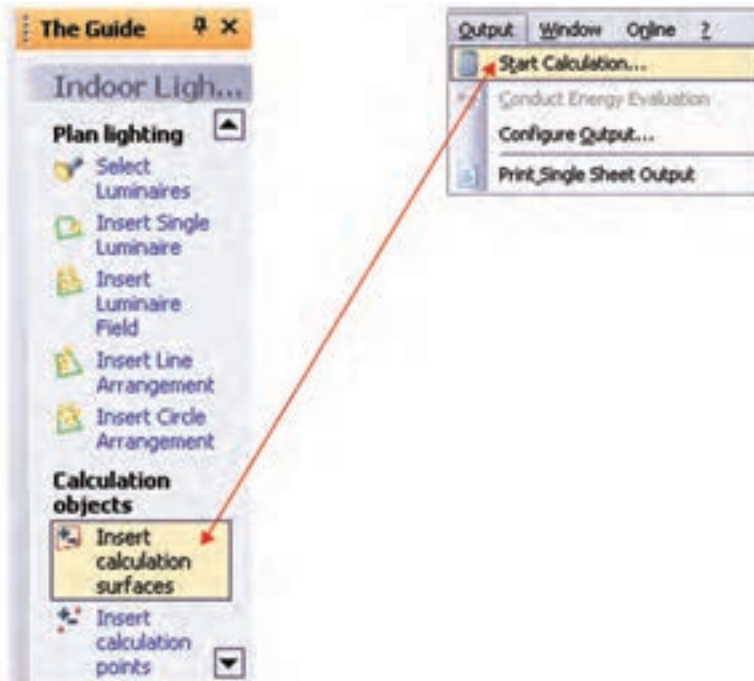 The Guide
Indoor Ligh...
Plan lighting
Select
Luminaires
Insert Single
Luminaire
Insert
Luminaire
Field
Insert Line
Arrangement
Insert Circle
Arrangement
Calculation
objects
Insert
calculation
surfaces
Insert
calculation
points
Output Window Online ?
Start Calculation...
Conduct Energy Evaluation
Configure Output...
Print Single Sheet Output